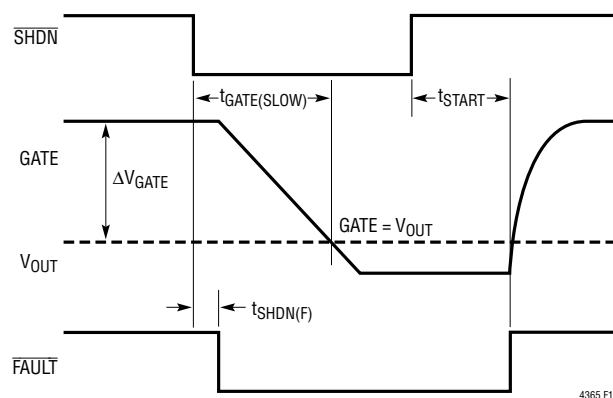 SHDN
tGATE(SLOW)
tSTART
GATE
ΔVGATE
GATE = VOUT
VOUT
tSHDN(F)
FAULT
4365 F1